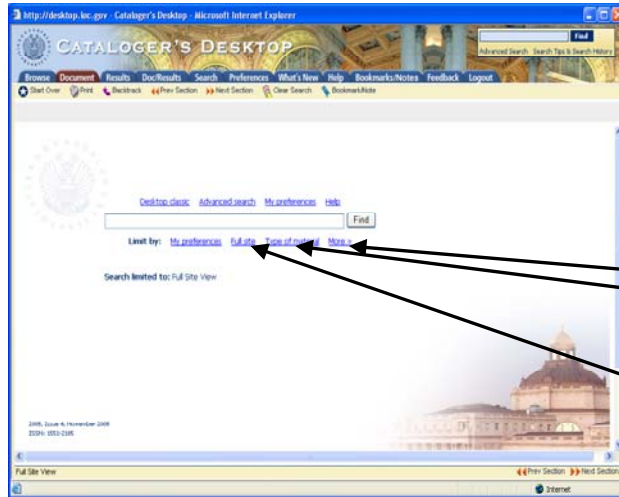 http://desktop.loc.gov - Cataloger's Desktop - Microsoft Internet Explorer
CATALOGER'S DESKTOP
Find
Advanced Search Search Tips & Search History
Browse Document Results Doc/Results Search Preferences What's New Help Bookmarks/Notes Feedback Logout
Start Over Print Backtrack Prev Section Next Section Clear Search Bookmark/Note
Desktop classic Advanced search My preferences Help
Find
Limit by: My preferences Full site Type of material More »
Search limited to: Full Site View
2005, Issue 4, November 2005
ISSN: 1553-2105
Full Site View Prev Section Next Section
Internet